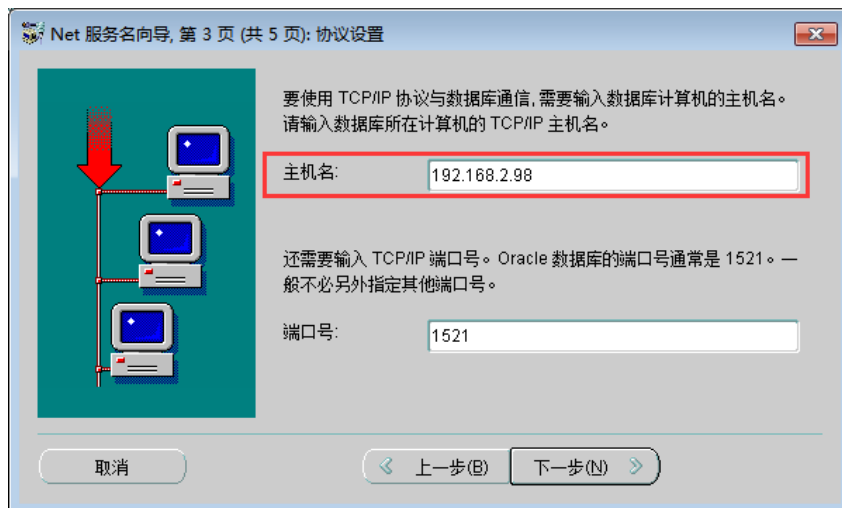 Net 服务名向导, 第 3 页 (共 5 页): 协议设置
要使用 TCP/IP 协议与数据库通信, 需要输入数据库计算机的主机名。
请输入数据库所在计算机的 TCP/IP 主机名。
主机名:
192.168.2.98
还需要输入 TCP/IP 端口号。Oracle 数据库的端口号通常是 1521。一
般不必另外指定其他端口号。
端口号:
1521
取消
上一步(B)
下一步(N)